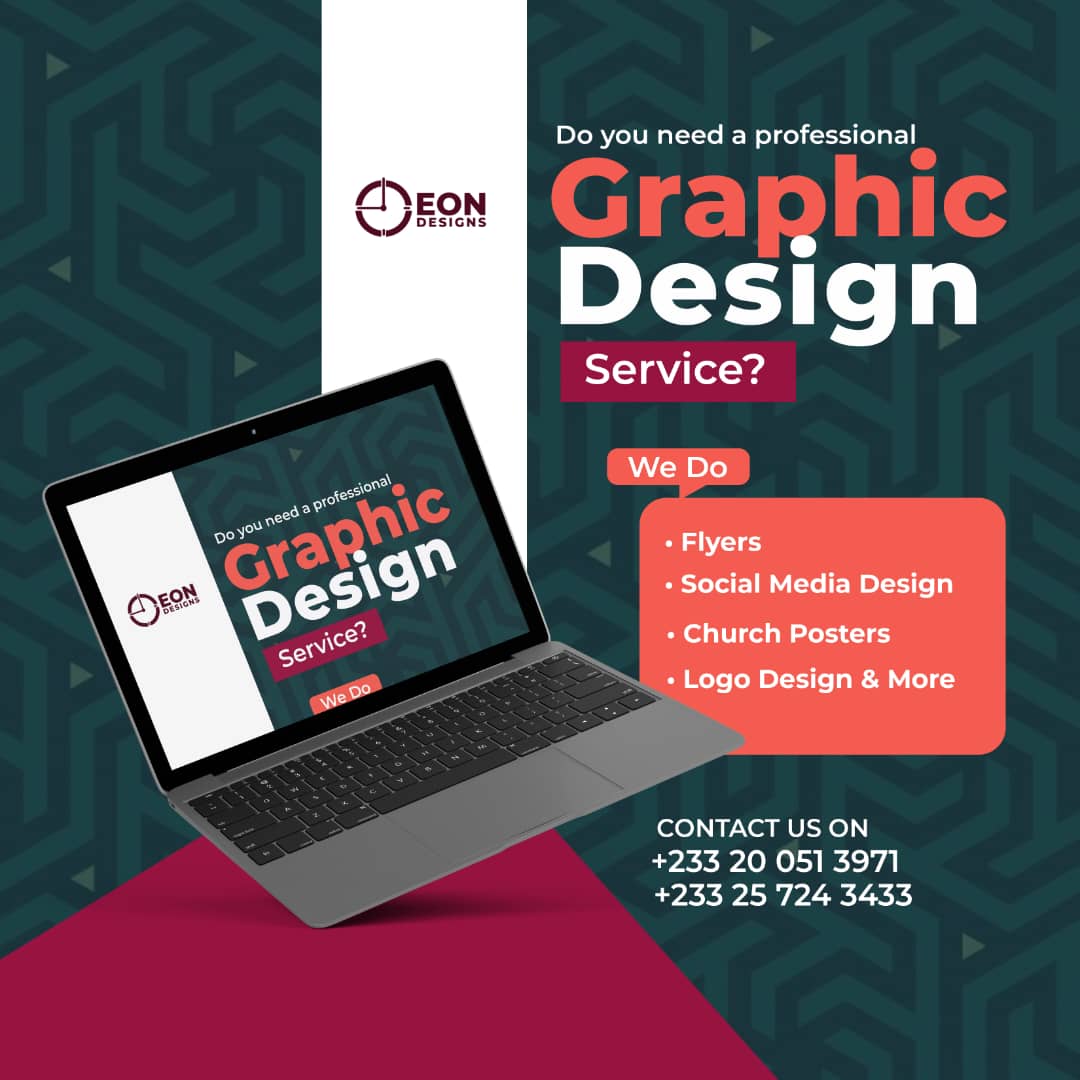 EON
DESIGNS
Do you need a professional
Graphic
Design
Service?
We Do
• Flyers
• Social Media Design
• Church Posters
• Logo Design & More
EON
DESIGNS
Do you need a professional
Graphic
Design
Service?
We Do
CONTACT US ON
+233 20 051 3971
+233 25 724 3433